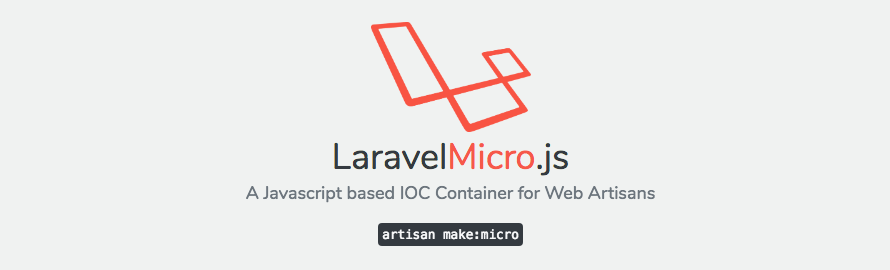 LaravelMicro.js
A Javascript based IOC Container for Web Artisans
artisan make:micro